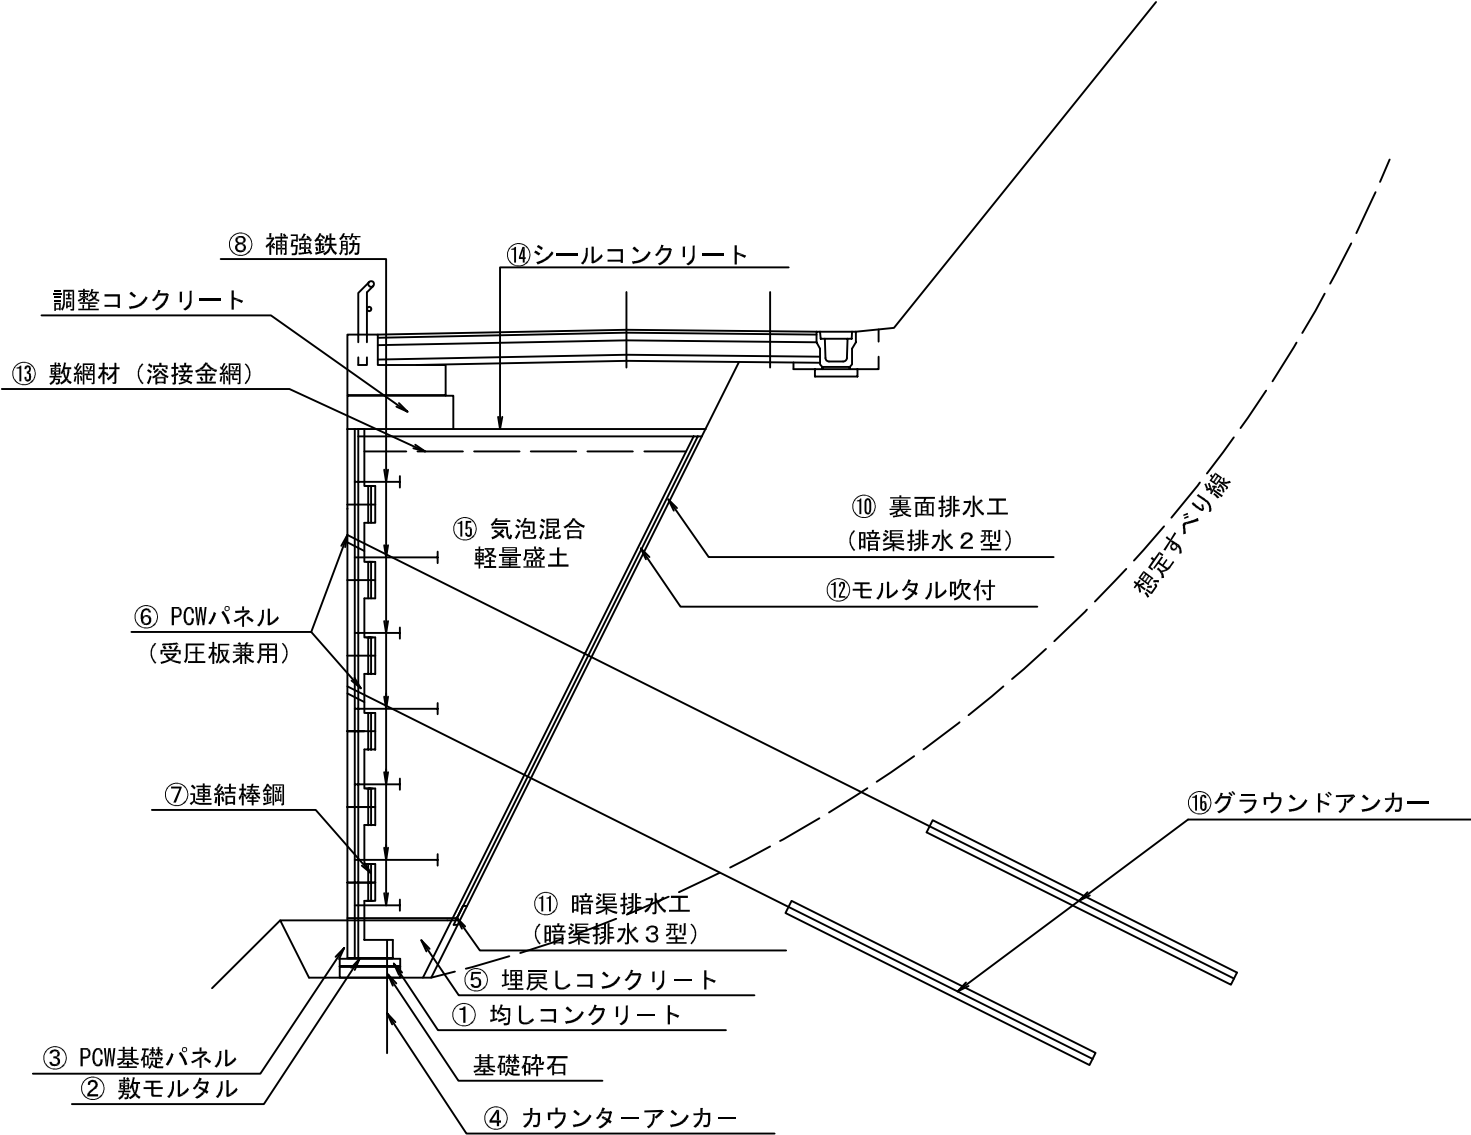 ⑧ 補強鉄筋
⑭シールコンクリート
調整コンクリート
⑬ 敷網材（溶接金網）
⑩ 裏面排水工
（暗渠排水２型）
⑮ 気泡混合
軽量盛土
想定すべり線
⑫モルタル吹付
⑥ PCWパネル
（受圧板兼用）
⑦連結棒鋼
⑯グラウンドアンカー
⑪ 暗渠排水工
（暗渠排水３型）
⑤ 埋戻しコンクリート
① 均しコンクリート
③ PCW基礎パネル
基礎砕石
② 敷モルタル
④ カウンターアンカー